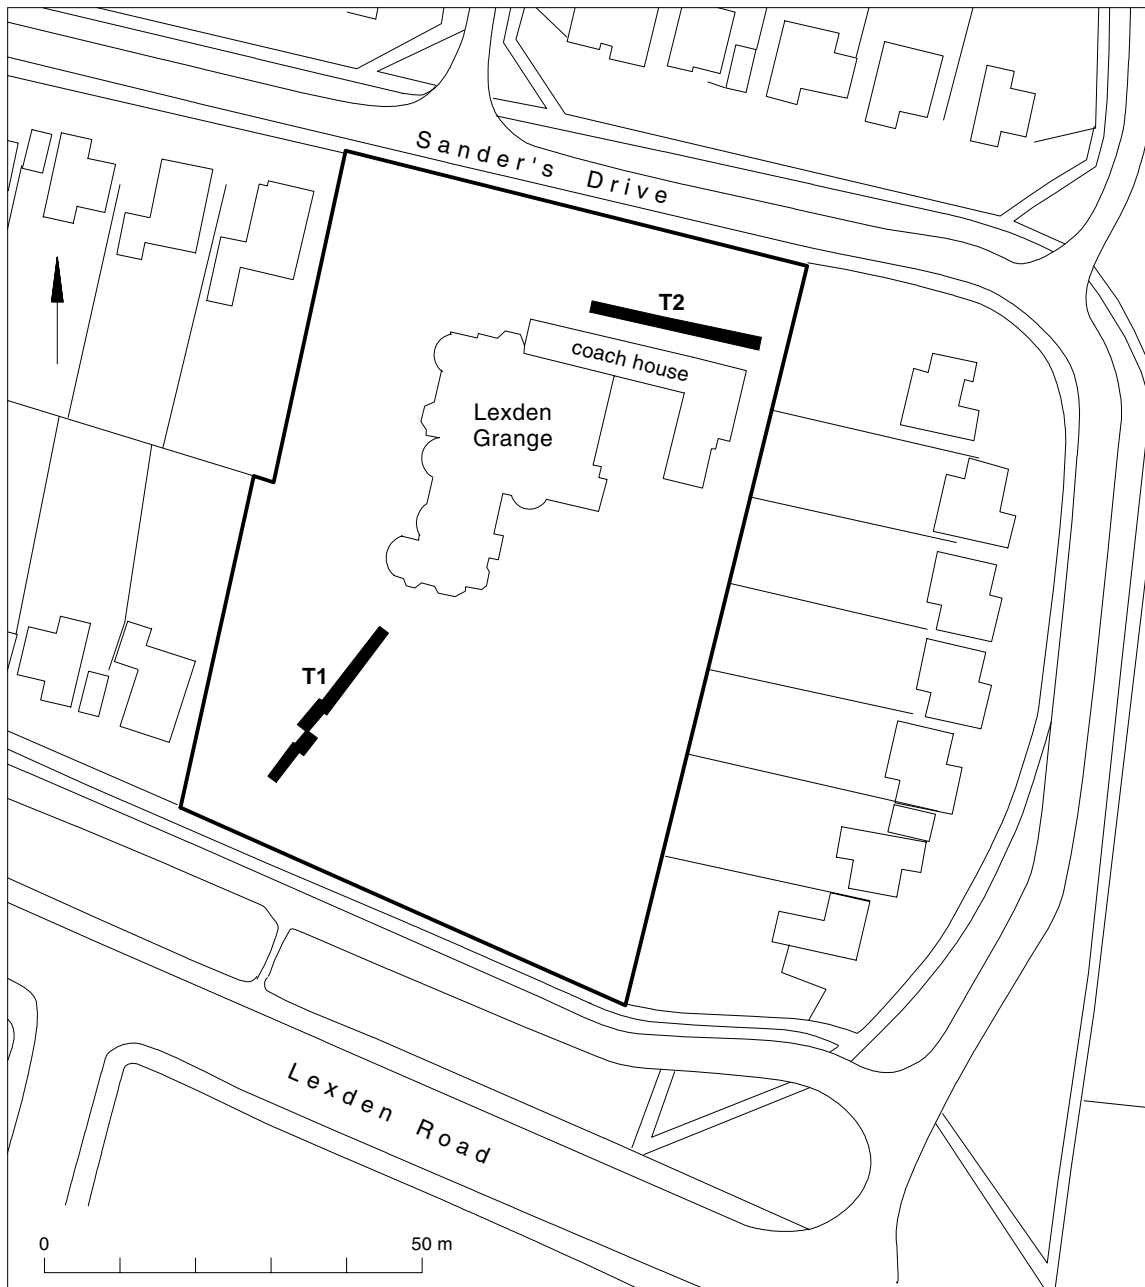 Sander's Drive
T2
coach house
Lexden
Grange
T1
Lexden Road
0
50 m